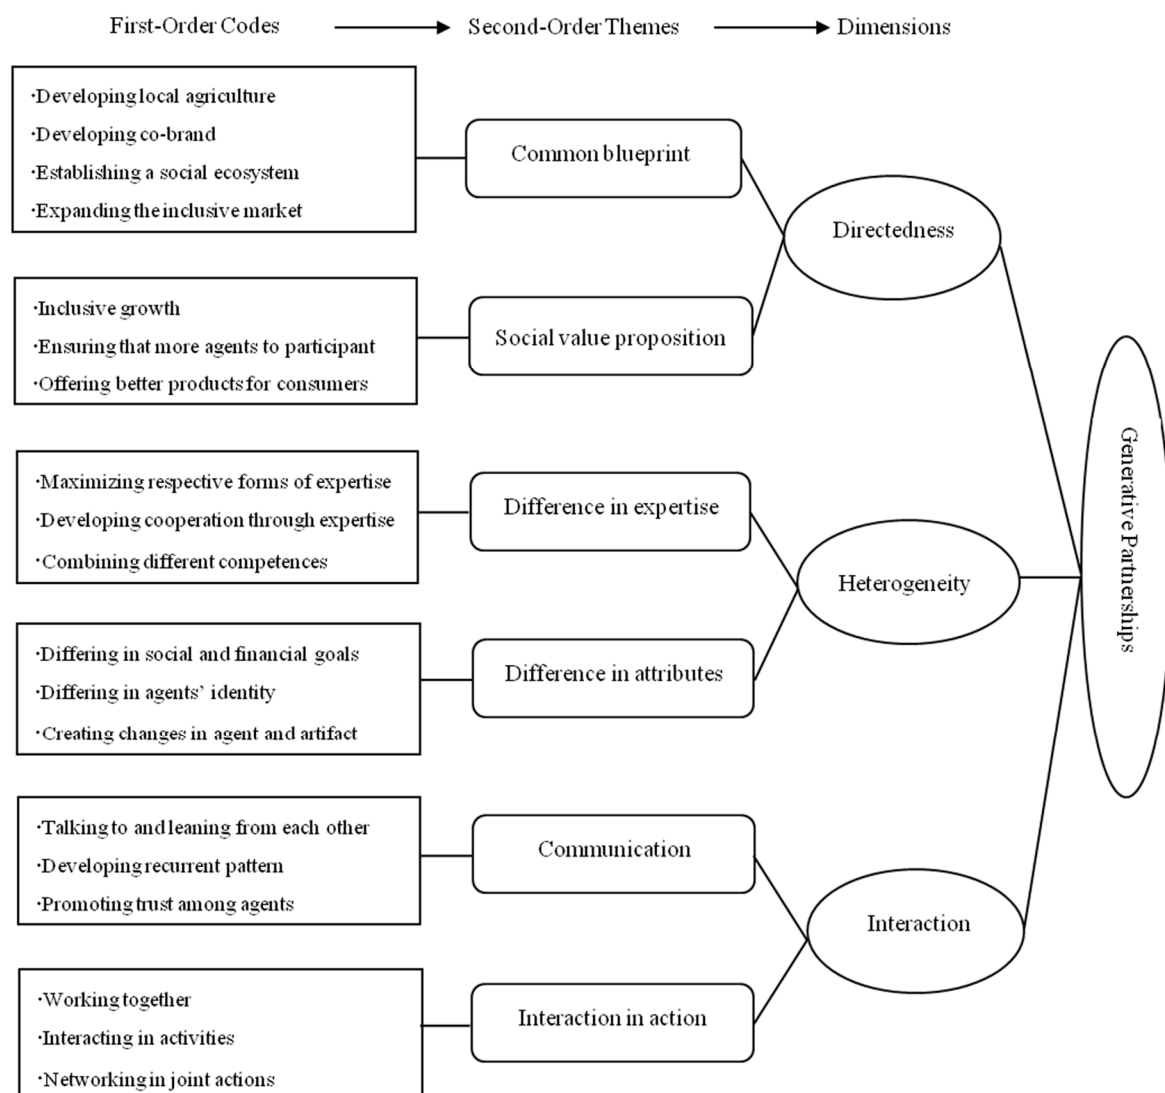 First-Order Codes Second-Order Themes Dimensions
·Developing local agriculture
·Developing co-brand
·Establishing a social ecosystem
·Expanding the inclusive market
Common blueprint
Directedness
·Inclusive growth
·Ensuring that more agents to participant
·Offering better products for consumers
Social value proposition
·Maximizing respective forms of expertise
·Developing cooperation through expertise
·Combining different competences
Difference in expertise
Heterogeneity
·Differing in social and financial goals
·Differing in agents’ identity
·Creating changes in agent and artifact
Difference in attributes
·Talking to and leaning from each other
·Developing recurrent pattern
·Promoting trust among agents
Communication
Interaction
·Working together
·Interacting in activities
·Networking in joint actions
Interaction in action
Generative Partnerships